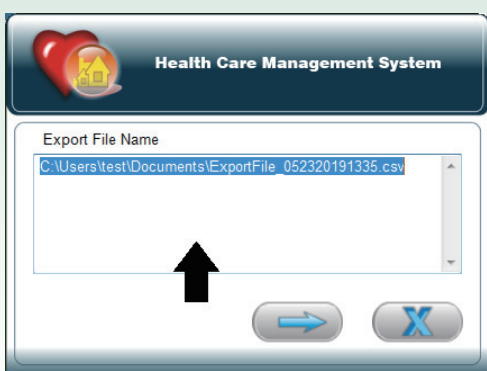 Health Care Management System
Export File Name
C:\Users\test\Documents\ExportFile_052320191335.csv
X